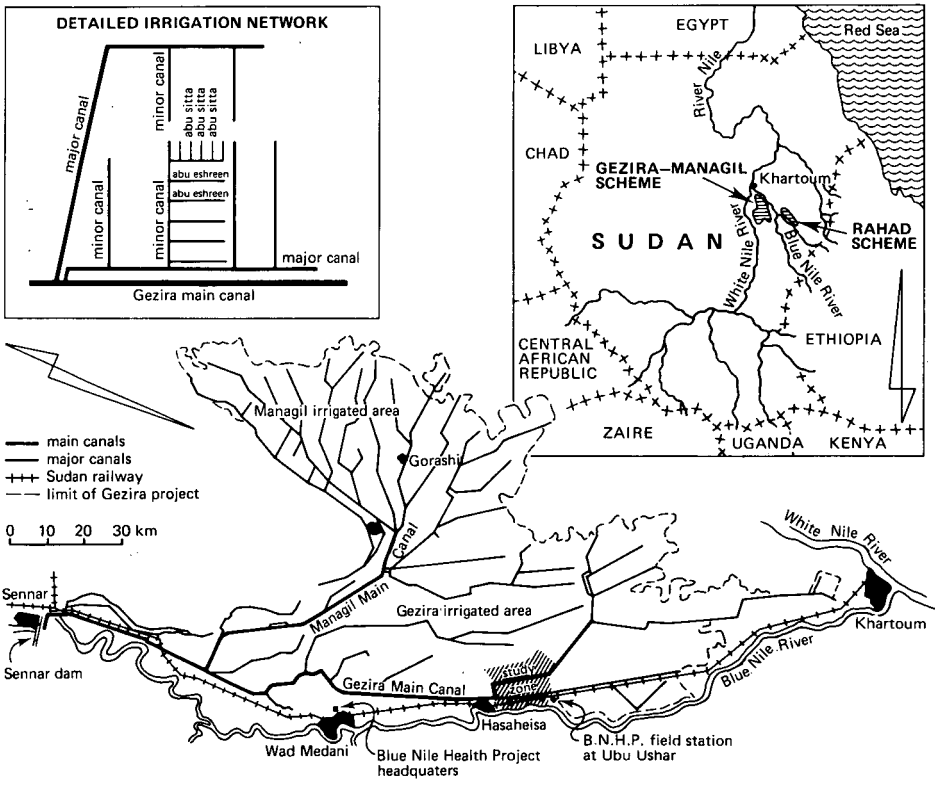 DETAILED IRRIGATION NETWORK
major canal
minor canal
minor canal
minor canal
abu sitta
abu sitta
abu sitta
abu eshreen
abu eshreen
major canal
Gezira main canal
EGYPT
LIBYA
Red Sea
River Nile
CHAD
GEZIRA–MANAGIL
SCHEME
Khartoum
RAHAD
SCHEME
SUDAN
White Nile River
Blue Nile River
ETHIOPIA
CENTRAL
AFRICAN
REPUBLIC
ZAIRE
UGANDA
KENYA
main canals
major canals
Sudan railway
limit of Gezira project
0 10 20 30 km
Managil irrigated area
Gorashi
Managil Main Canal
Gezira irrigated area
White Nile River
Khartoum
Blue Nile River
Sennar
Sennar dam
Gezira Main Canal
study
zone
Hasaheisa
Wad Medani
Blue Nile Health Project
headquaters
B.N.H.P. field station
at Ubu Ushar